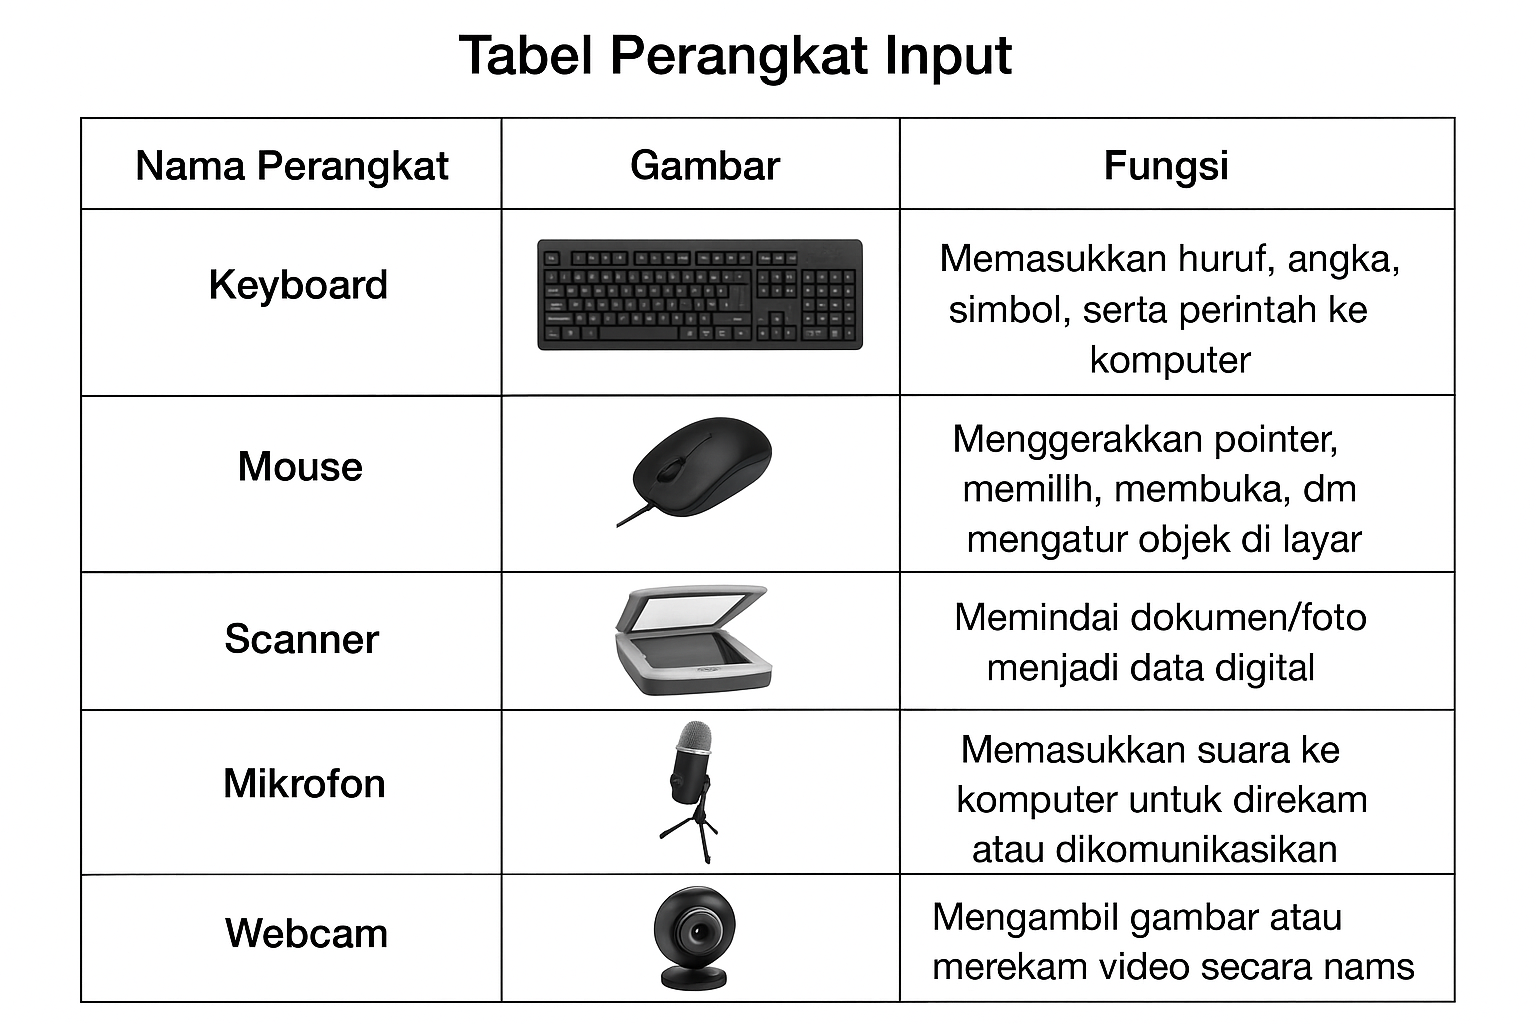 Tabel Perangkat Input
Nama Perangkat
Gambar
Fungsi
Keyboard
Memasukkan huruf, angka,
simbol, serta perintah ke
komputer
Mouse
Menggerakkan pointer,
memillh, membuka, dm
mengatur objek di layar
Scanner
Memindai dokumen/foto
menjadi data digital
Mikrofon
Memasukkan suara ke
komputer untuk direkam
atau dikomunikasikan
Webcam
Mengambil gambar atau
merekam video secara nams